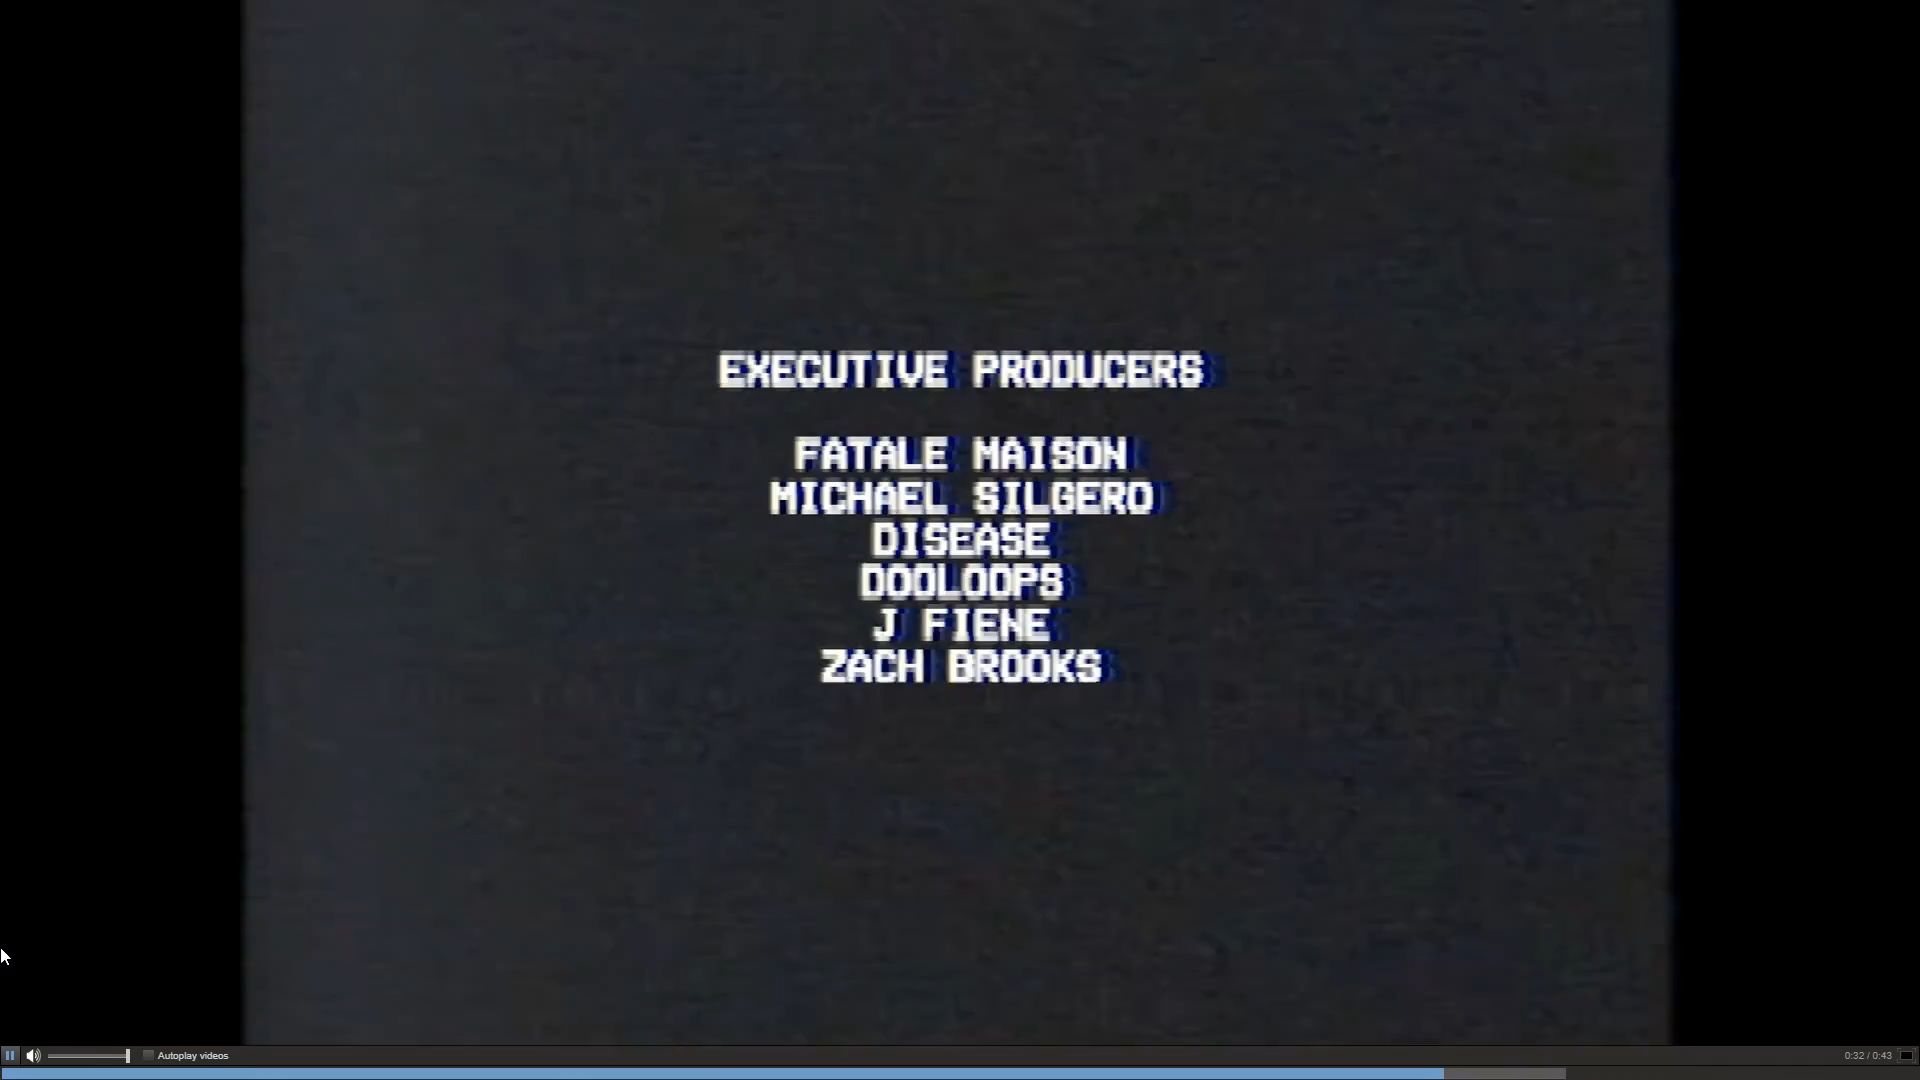 EXECUTIVE PRODUCERS
FATALE MAISON
MICHAEL SILGERO
DISEASE
DOOLOOPS
J FIENE
ZACH BROOKS
Autoplay videos
0:32 / 0:43